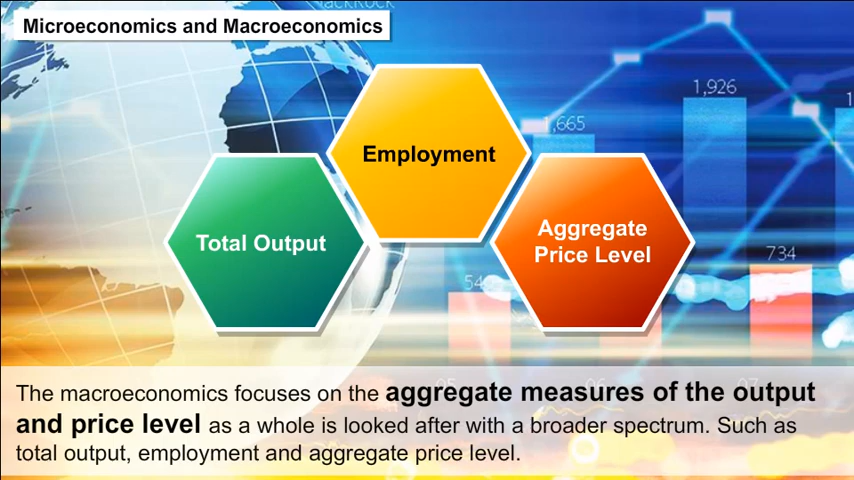 Microeconomics and Macroeconomics
1,926
1,665
Employment
Total Output
Aggregate
Price Level
734
The macroeconomics focuses on the aggregate measures of the output
and price level as a whole is looked after with a broader spectrum. Such as
total output, employment and aggregate price level.